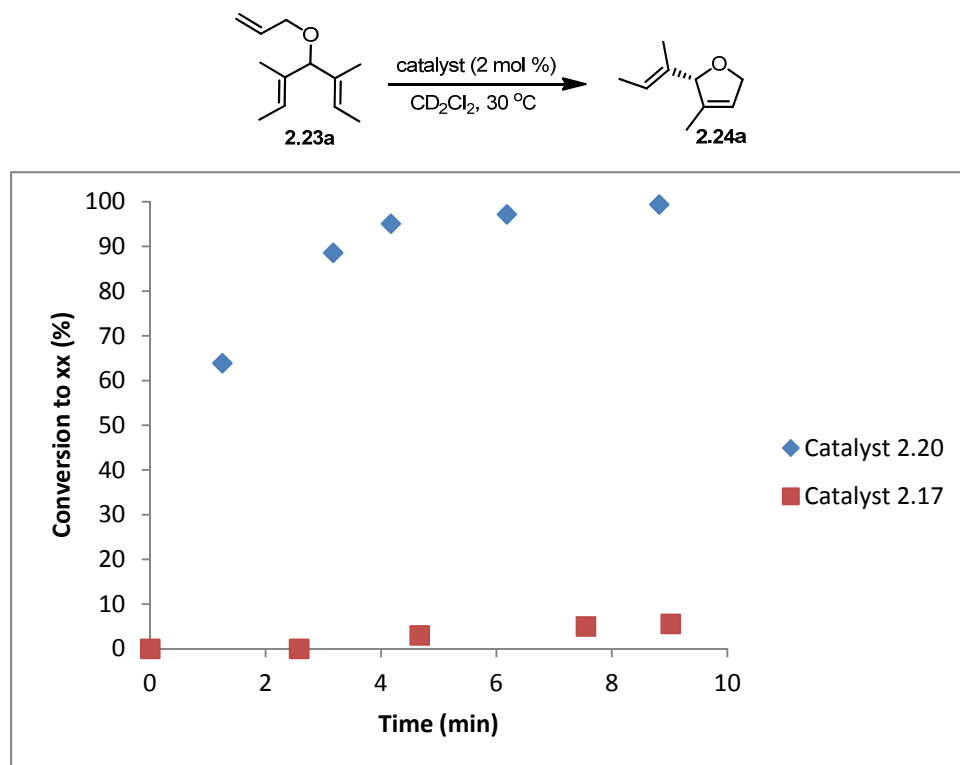 O
O
catalyst (2 mol %)
CD2Cl2, 30 oC
2.23a
2.24a
Conversion to xx (%)
100
90
80
70
60
50
40
30
20
10
0
0 2 4 6 8 10
Time (min)
Catalyst 2.20
Catalyst 2.17